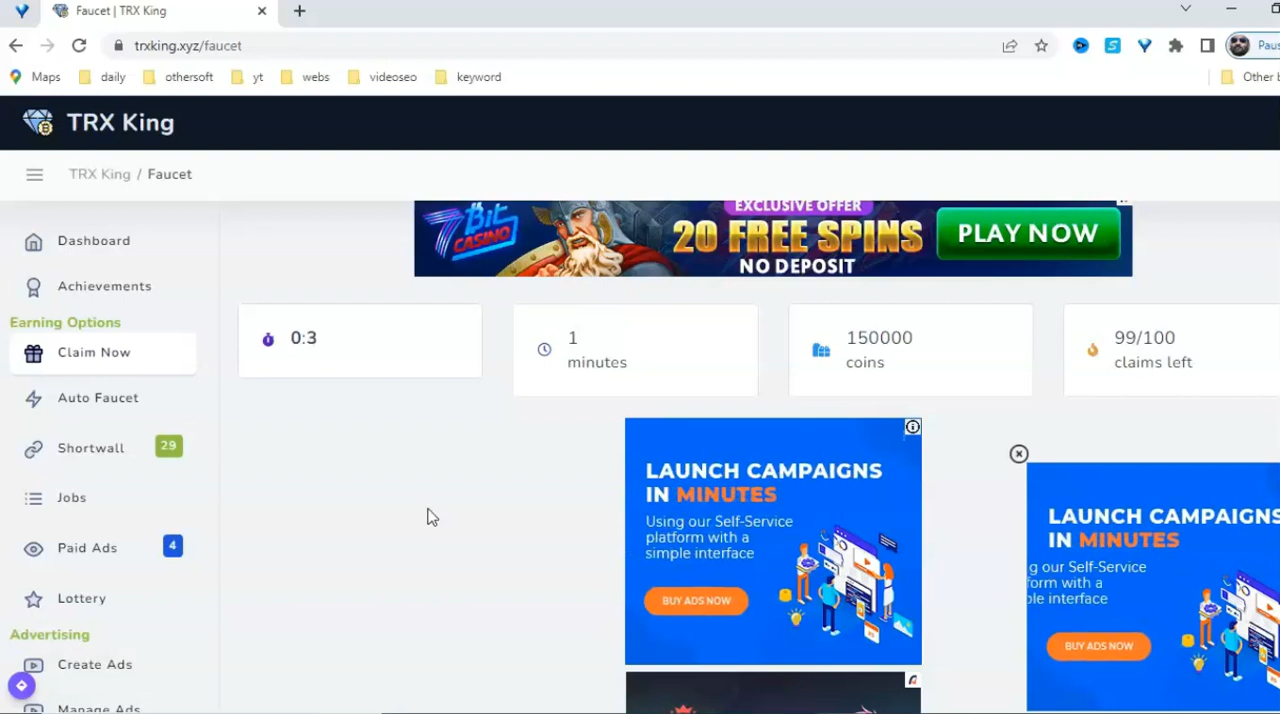 Faucet | TRX King
trxking.xyz/faucet
Paus
Maps
daily
othersoft
yt
webs
videoseo
keyword
Other b
TRX King
TRX King / Faucet
Dashboard
Achievements
Earning Options
Claim Now
Auto Faucet
Shortwall 29
Jobs
Paid Ads 4
Lottery
Advertising
Create Ads
Manage Ads
7Bit
CASINO
EXCLUSIVE OFFER
20 FREE SPINS
NO DEPOSIT
PLAY NOW
0:3
1
minutes
150000
coins
99/100
claims left
LAUNCH CAMPAIGNS
IN MINUTES
Using our Self-Service
platform with a
simple interface
BUY ADS NOW
LAUNCH CAMPAIGNS
IN MINUTES
g our Self-Service
form with a
ple interface
BUY ADS NOW